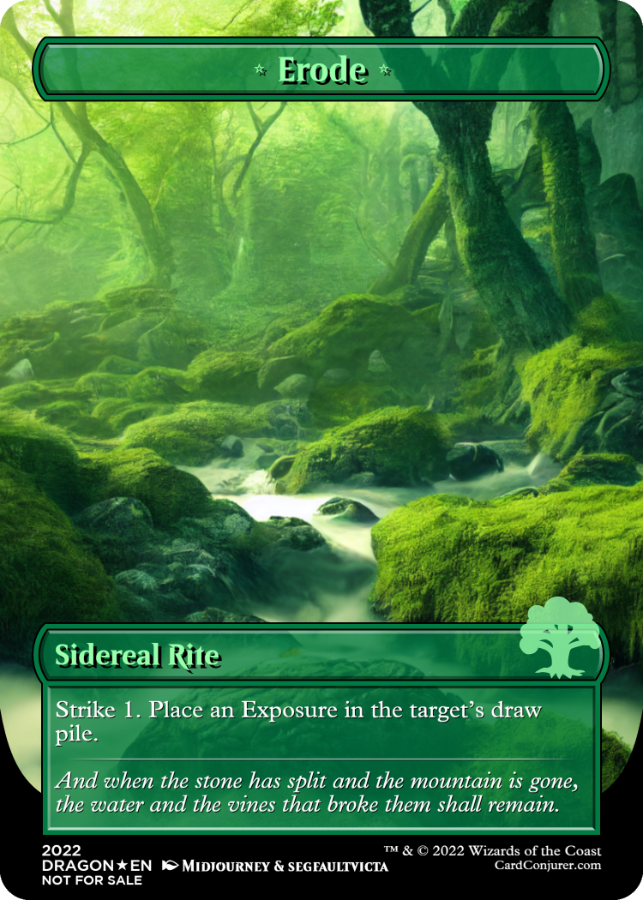 ⋆ Erode ⋆
Sidereal Rite
Strike 1. Place an Exposure in the target's draw
pile.
And when the stone has split and the mountain is gone,
the water and the vines that broke them shall remain.
2022
DRAGON★EN Midjourney & segfaultvicta
NOT FOR SALE
™ & © 2022 Wizards of the Coast
CardConjurer.com